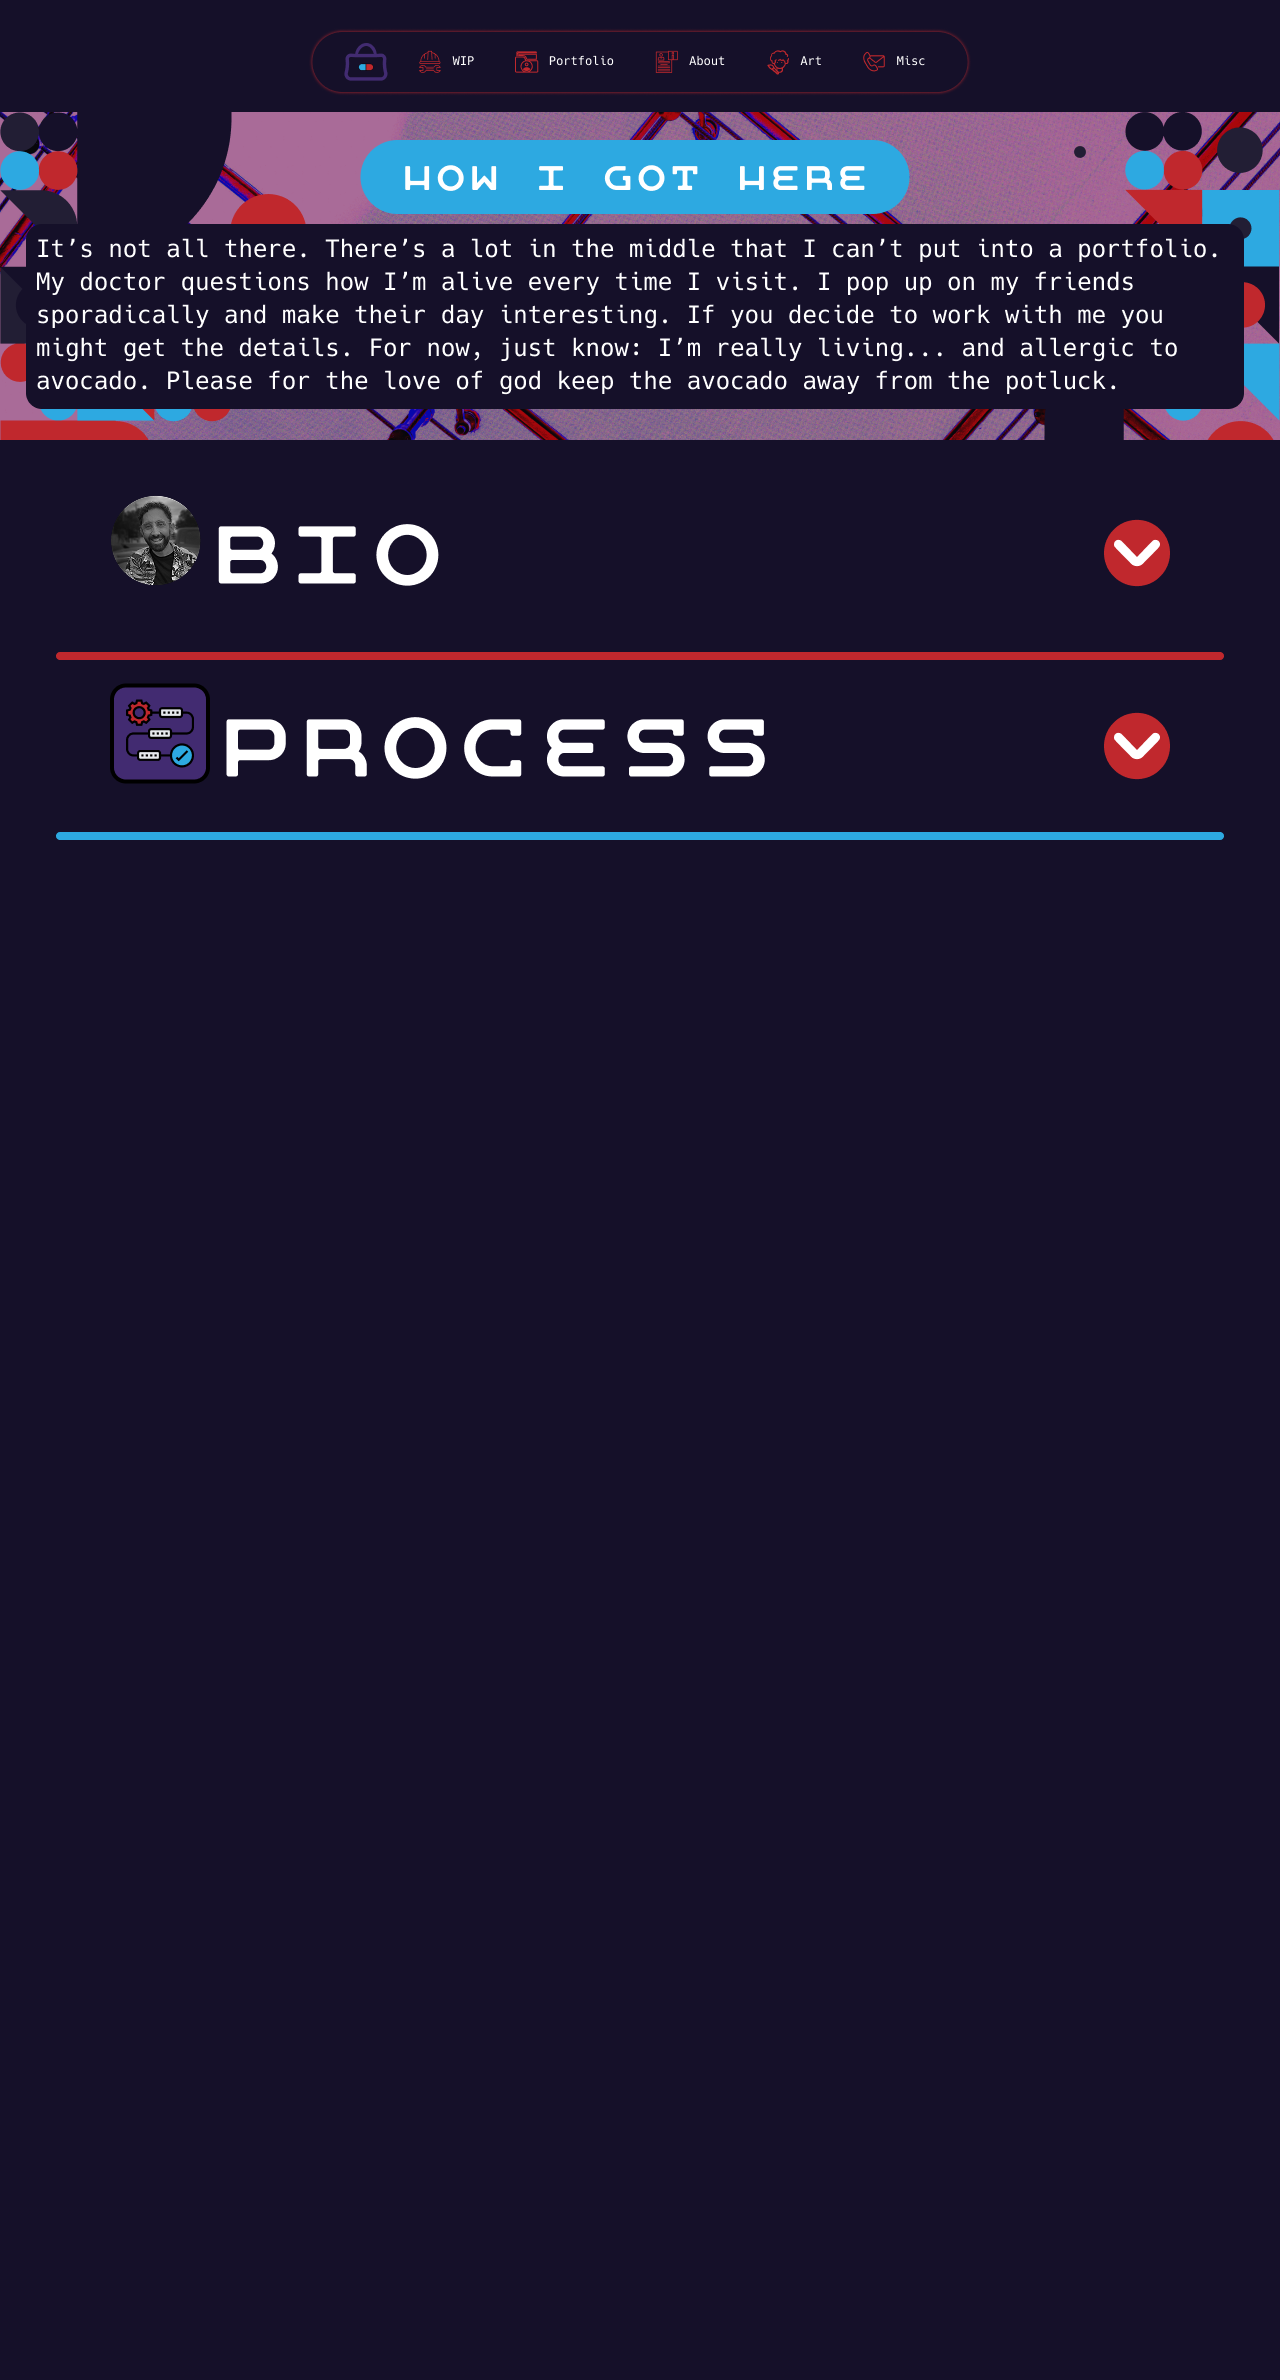 WIP
Portfolio
About
Art
Misc
HOW I GOT HERE
It’s not all there. There’s a lot in the middle that I can’t put into a portfolio.
My doctor questions how I’m alive every time I visit. I pop up on my friends
sporadically and make their day interesting. If you decide to work with me you
might get the details. For now, just know: I’m really living... and allergic to
avocado. Please for the love of god keep the avocado away from the potluck.
BIO
PROCESS